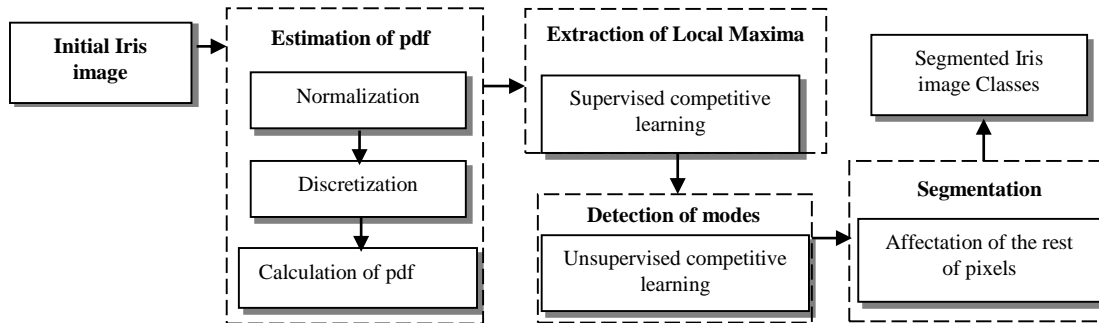 Initial Iris
image
Estimation of pdf
Normalization
Discretization
Calculation of pdf
Extraction of Local Maxima
Supervised competitive
learning
Detection of modes
Unsupervised competitive
learning
Segmentation
Affectation of the rest
of pixels
Segmented Iris
image Classes